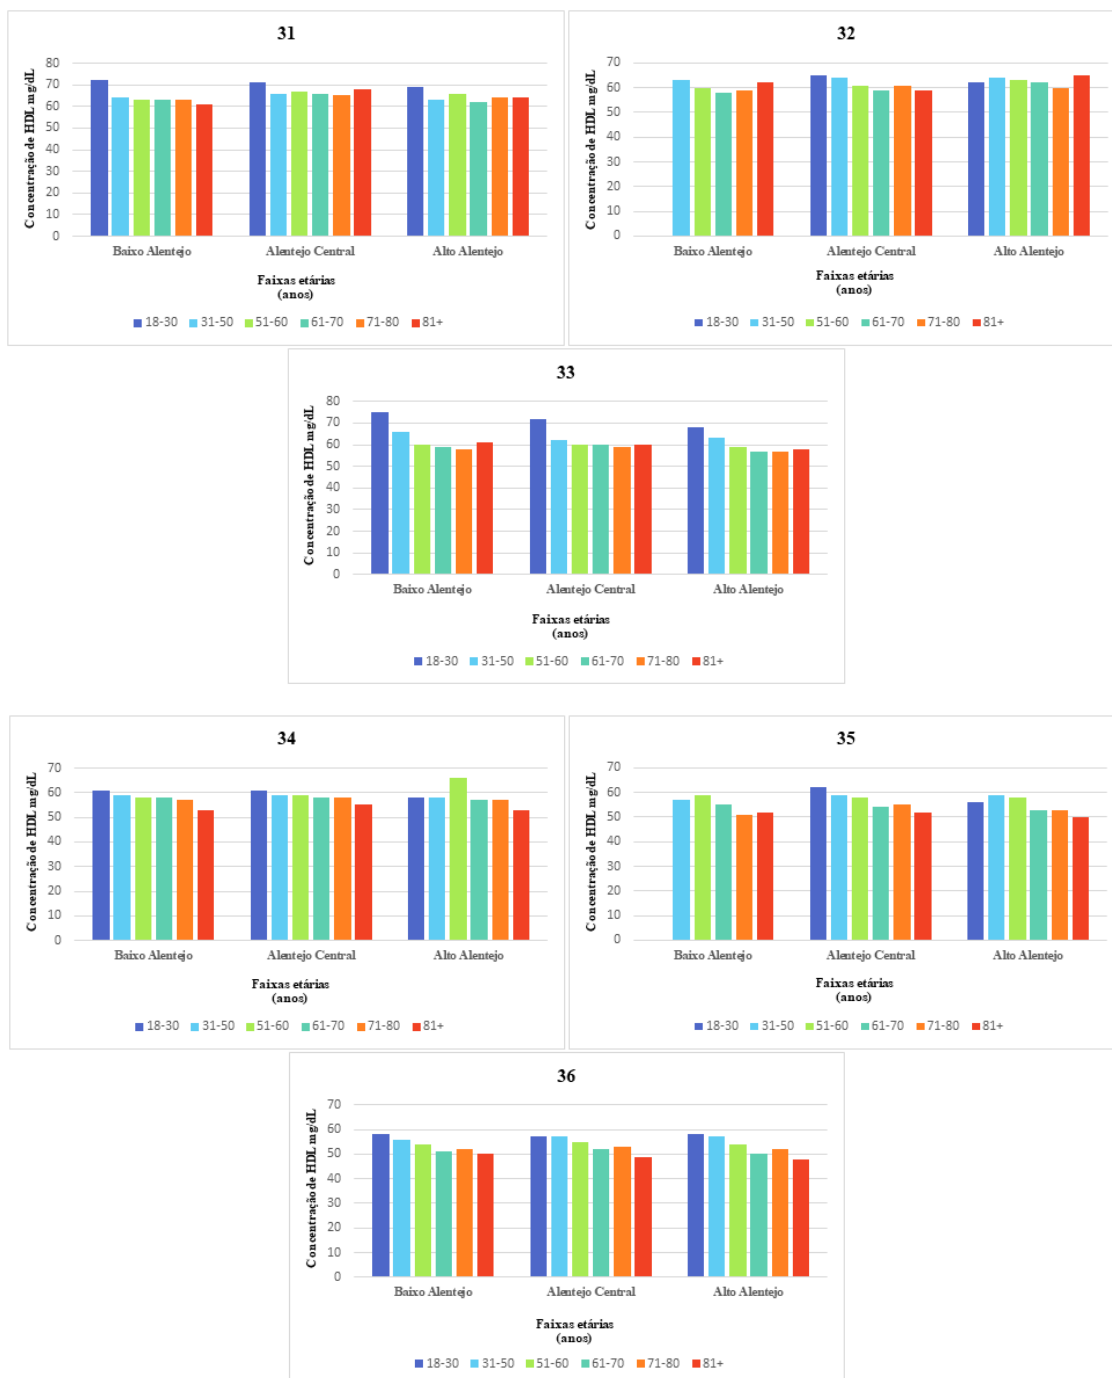 31
Concentração de HDL mg/dL
80
70
60
50
40
30
20
10
0
Baixo Alentejo Alentejo Central Alto Alentejo
Faixas etárias
(anos)
18-30 31-50 51-60 61-70 71-80 81+
32
Concentração de HDL mg/dL
70
60
50
40
30
20
10
0
Baixo Alentejo Alentejo Central Alto Alentejo
Faixas etárias
(anos)
18-30 31-50 51-60 61-70 71-80 81+
33
Concentração de HDL mg/dL
80
70
60
50
40
30
20
10
0
Baixo Alentejo Alentejo Central Alto Alentejo
Faixas etárias
(anos)
18-30 31-50 51-60 61-70 71-80 81+
34
Concentração de HDL mg/dL
70
60
50
40
30
20
10
0
Baixo Alentejo Alentejo Central Alto Alentejo
Faixas etárias
(anos)
18-30 31-50 51-60 61-70 71-80 81+
35
Concentração de HDL mg/dL
70
60
50
40
30
20
10
0
Baixo Alentejo Alentejo Central Alto Alentejo
Faixas etárias
(anos)
18-30 31-50 51-60 61-70 71-80 81+
36
Concentração de HDL mg/dL
70
60
50
40
30
20
10
0
Baixo Alentejo Alentejo Central Alto Alentejo
Faixas etárias
(anos)
18-30 31-50 51-60 61-70 71-80 81+